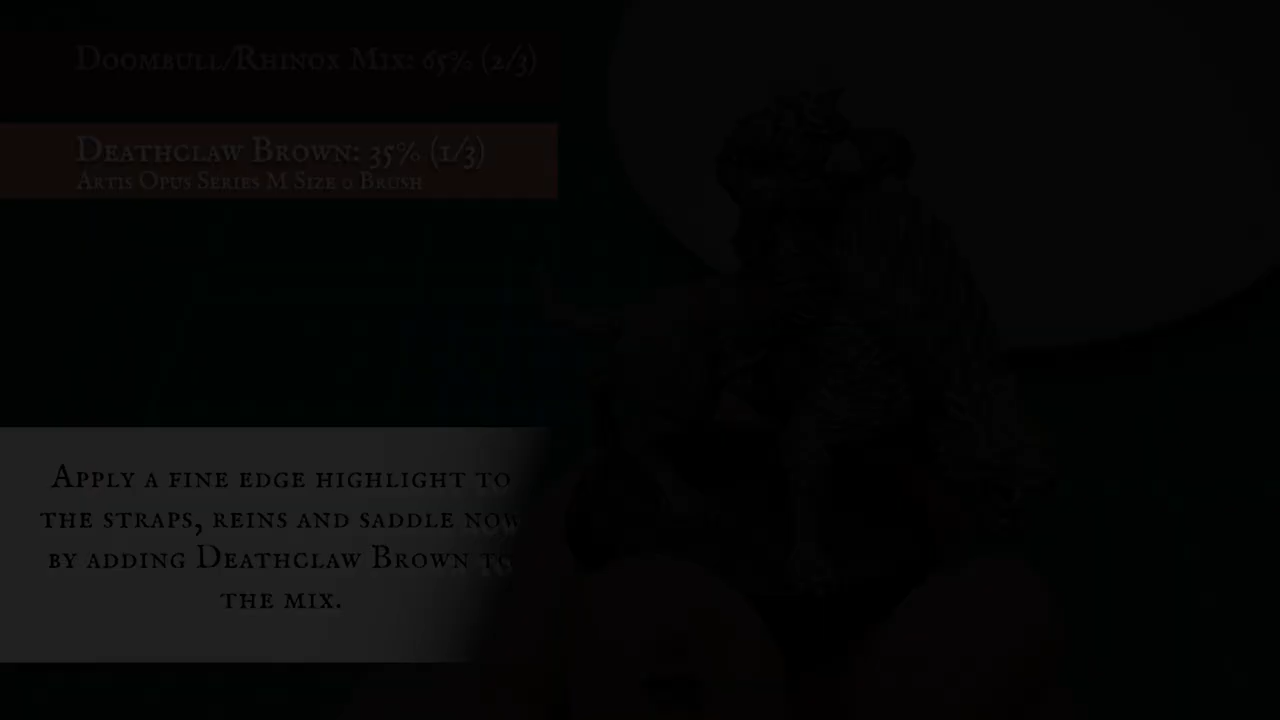 Doombull/Rhinox Mix: 65% (2/3)
Deathclaw Brown: 35% (1/3)
Artis Opus Series M Size 0 Brush
Apply a fine edge highlight to
the straps, reins and saddle now
by adding Deathclaw Brown to
the mix.